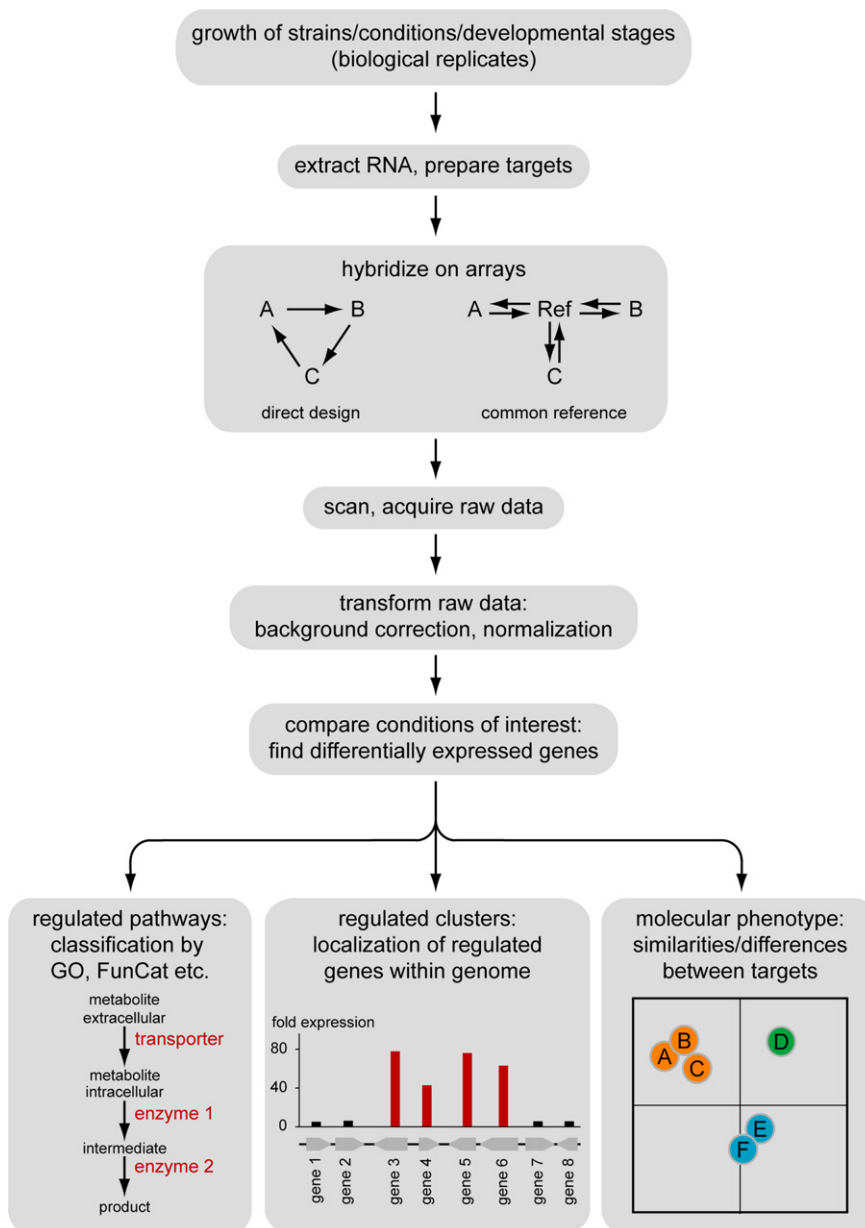 growth of strains/conditions/developmental stages
(biological replicates)
extract RNA, prepare targets
hybridize on arrays
A B
C
direct design
A Ref B
C
common reference
scan, acquire raw data
transform raw data:
background correction, normalization
compare conditions of interest:
find differentially expressed genes
regulated pathways:
classification by
GO, FunCat etc.
metabolite
extracellular
transporter
metabolite
intracellular
enzyme 1
intermediate
enzyme 2
product
regulated clusters:
localization of regulated
genes within genome
fold expression
80
40
0
gene 1
gene 2
gene 3
gene 4
gene 5
gene 6
gene 7
gene 8
molecular phenotype:
similarities/differences
between targets
A
B
C
D
E
F